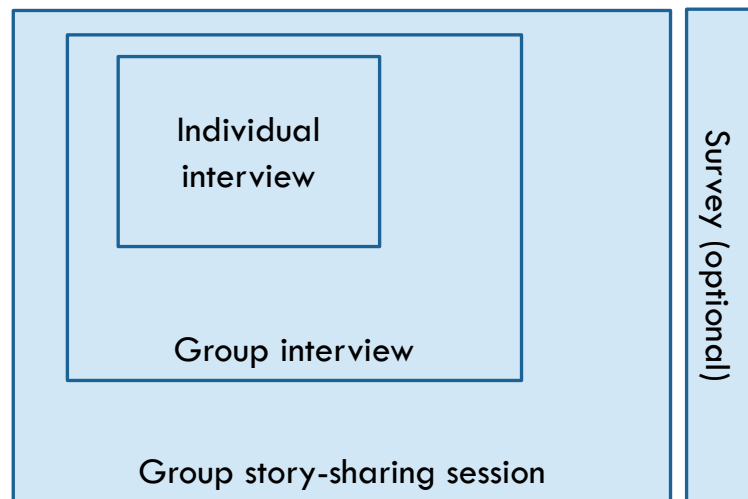 Individual
interview
Group interview
Group story-sharing session
Survey (optional)